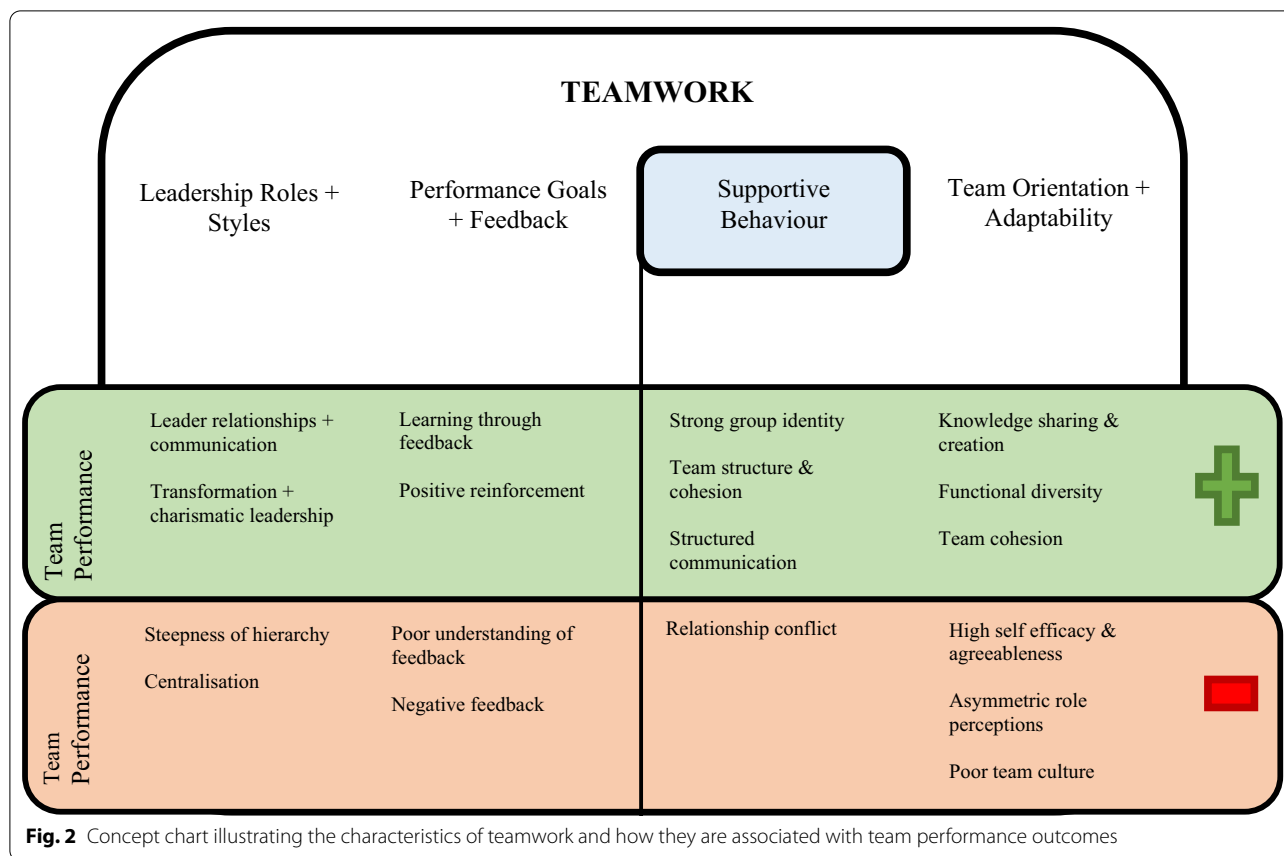 TEAMWORK
Leadership Roles +
Styles
Performance Goals
+ Feedback
Supportive
Behaviour
Team Orientation +
Adaptability
Team
Performance
Leader relationships +
communication
Transformation +
charismatic leadership
Learning through
feedback
Positive reinforcement
Strong group identity
Team structure &
cohesion
Structured
communication
Knowledge sharing &
creation
Functional diversity
Team cohesion
Team
Performance
Steepness of hierarchy
Centralisation
Poor understanding of
feedback
Negative feedback
Relationship conflict
High self efficacy &
agreeableness
Asymmetric role
perceptions
Poor team culture
Fig. 2 Concept chart illustrating the characteristics of teamwork and how they are associated with team performance outcomes